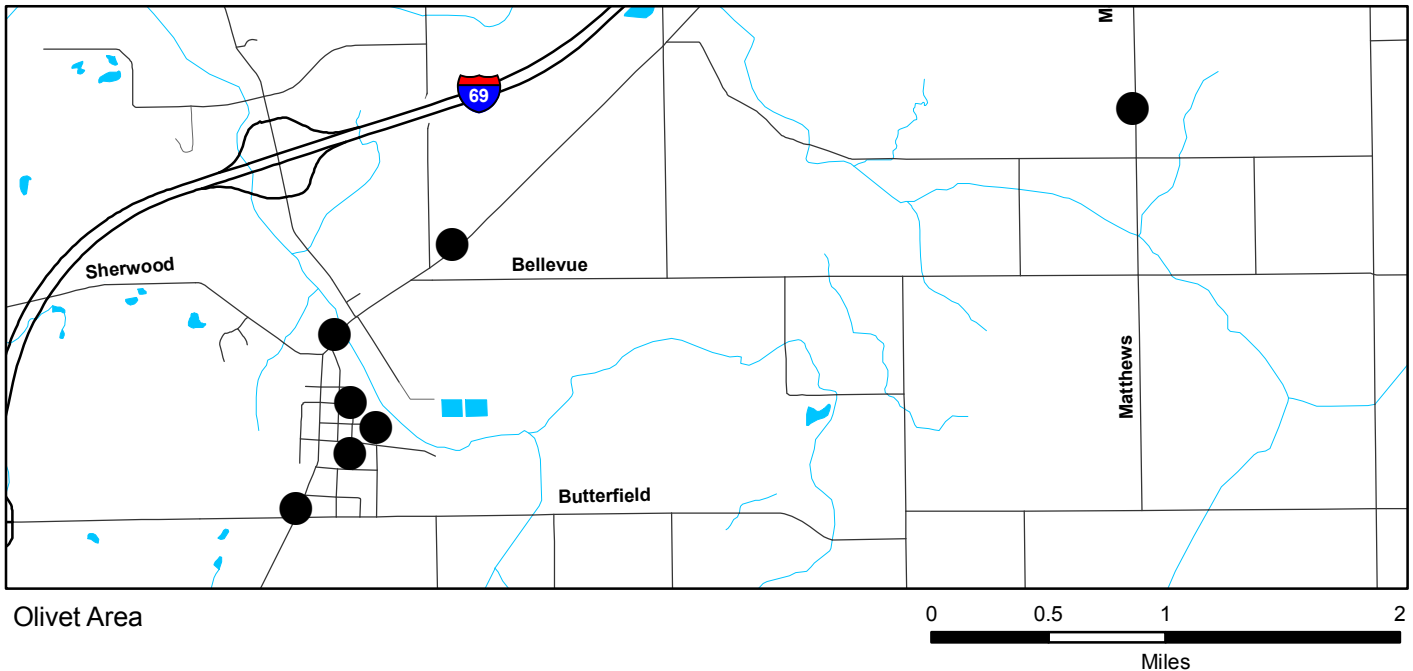 M
69
Sherwood
Bellevue
Matthews
Butterfield
Olivet Area
0 0.5 1 2
Miles